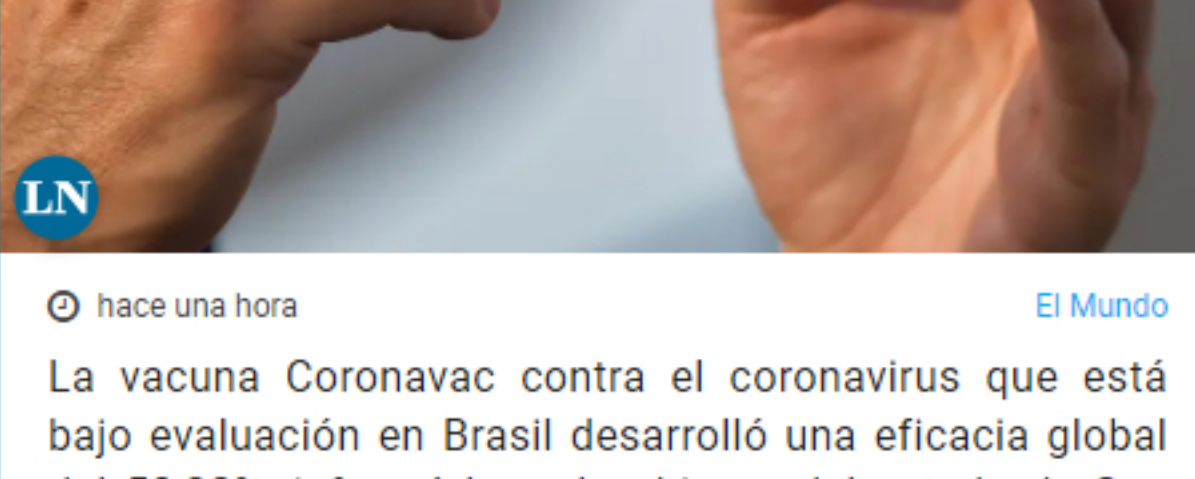 LN
hace una hora
El Mundo
La vacuna Coronavac contra el coronavirus que está
bajo evaluación en Brasil desarrolló una eficacia global